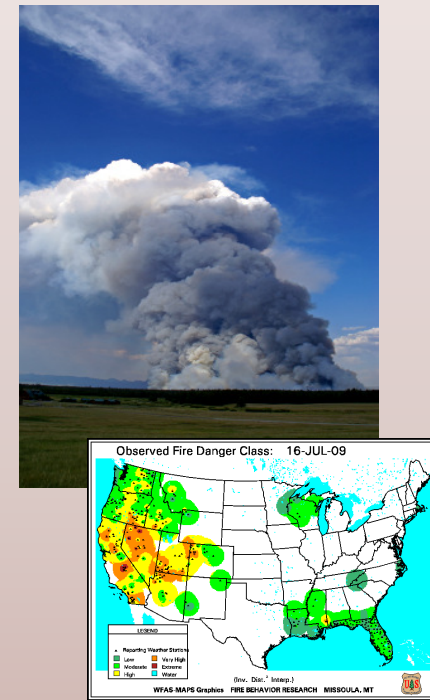 Observed Fire Danger Class: 16-JUL-09
LEGEND
Reporting Weather Stations
Low Very High
Moderate Extreme
High Water
(Inv. Dist.² Interp.)
WFAS-MAPS Graphics FIRE BEHAVIOR RESEARCH MISSOULA, MT
UAS